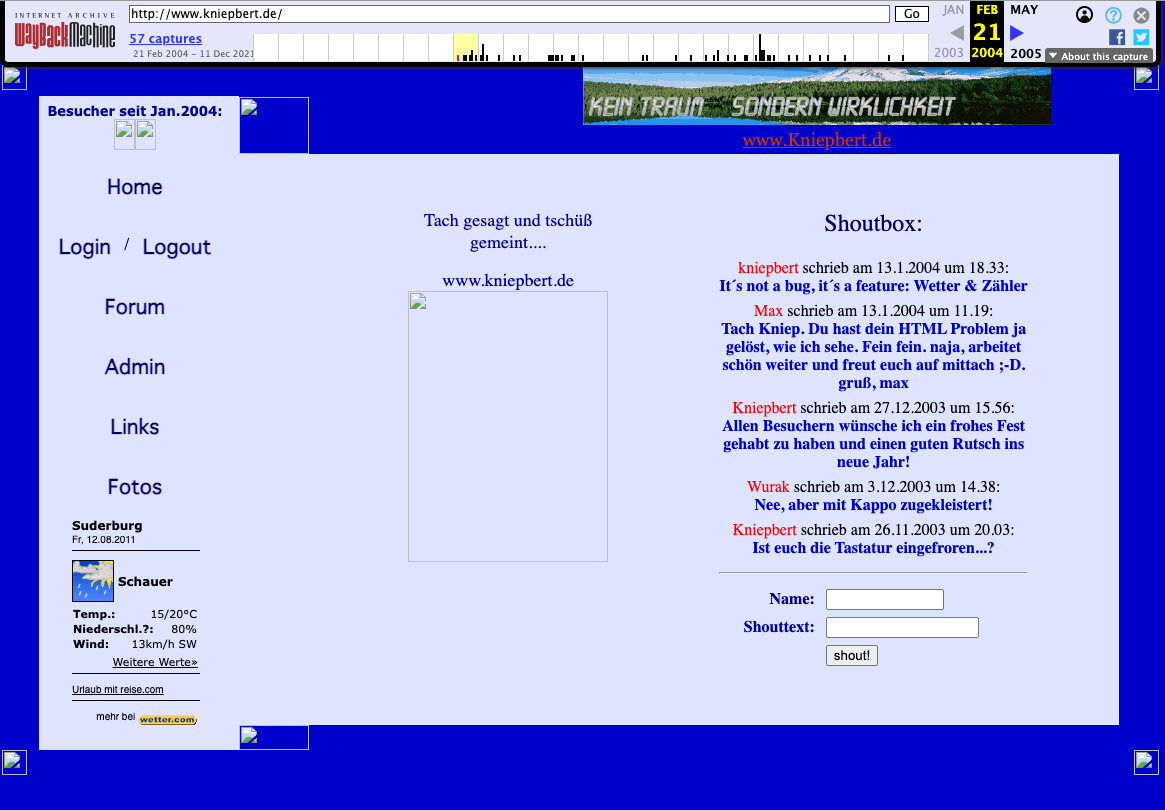 INTERNET ARCHIVE
WayBackMachine
http://www.kniepbert.de/
Go
57 captures
21 Feb 2004 – 11 Dec 2021
JAN FEB MAY
21
2003 2004 2005
About this capture
KEIN TRAUM SONDERN WIRKLICHKEIT
www.Kniepbert.de
Besucher seit Jan.2004:
Home
Login / Logout
Forum
Admin
Links
Fotos
Suderburg
Fr, 12.08.2011
Schauer
Temp.: 15/20°C
Niederschl.?: 80%
Wind: 13km/h SW
Weitere Werte»
Urlaub mit reise.com
mehr bei wetter.com
Tach gesagt und tschüß
gemeint....
www.kniepbert.de
Shoutbox:
kniepbert schrieb am 13.1.2004 um 18.33:
It´s not a bug, it´s a feature: Wetter & Zähler
Max schrieb am 13.1.2004 um 11.19:
Tach Kniep. Du hast dein HTML Problem ja
gelöst, wie ich sehe. Fein fein. naja, arbeitet
schön weiter und freut euch auf mittach ;-D.
gruß, max
Kniepbert schrieb am 27.12.2003 um 15.56:
Allen Besuchern wünsche ich ein frohes Fest
gehabt zu haben und einen guten Rutsch ins
neue Jahr!
Wurak schrieb am 3.12.2003 um 14.38:
Nee, aber mit Kappo zugekleistert!
Kniepbert schrieb am 26.11.2003 um 20.03:
Ist euch die Tastatur eingefroren...?
Name:
Shouttext:
shout!